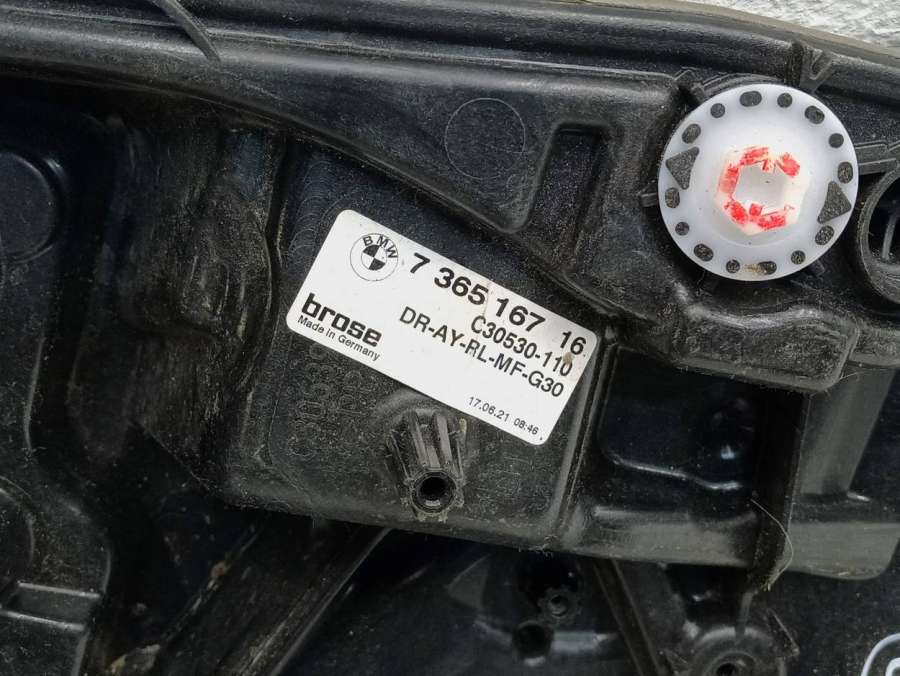 BMW
7 365 167 16
C30530-110
DR-AY-RL-MF-G30
brose
Made in Germany
17.06.21 08:46